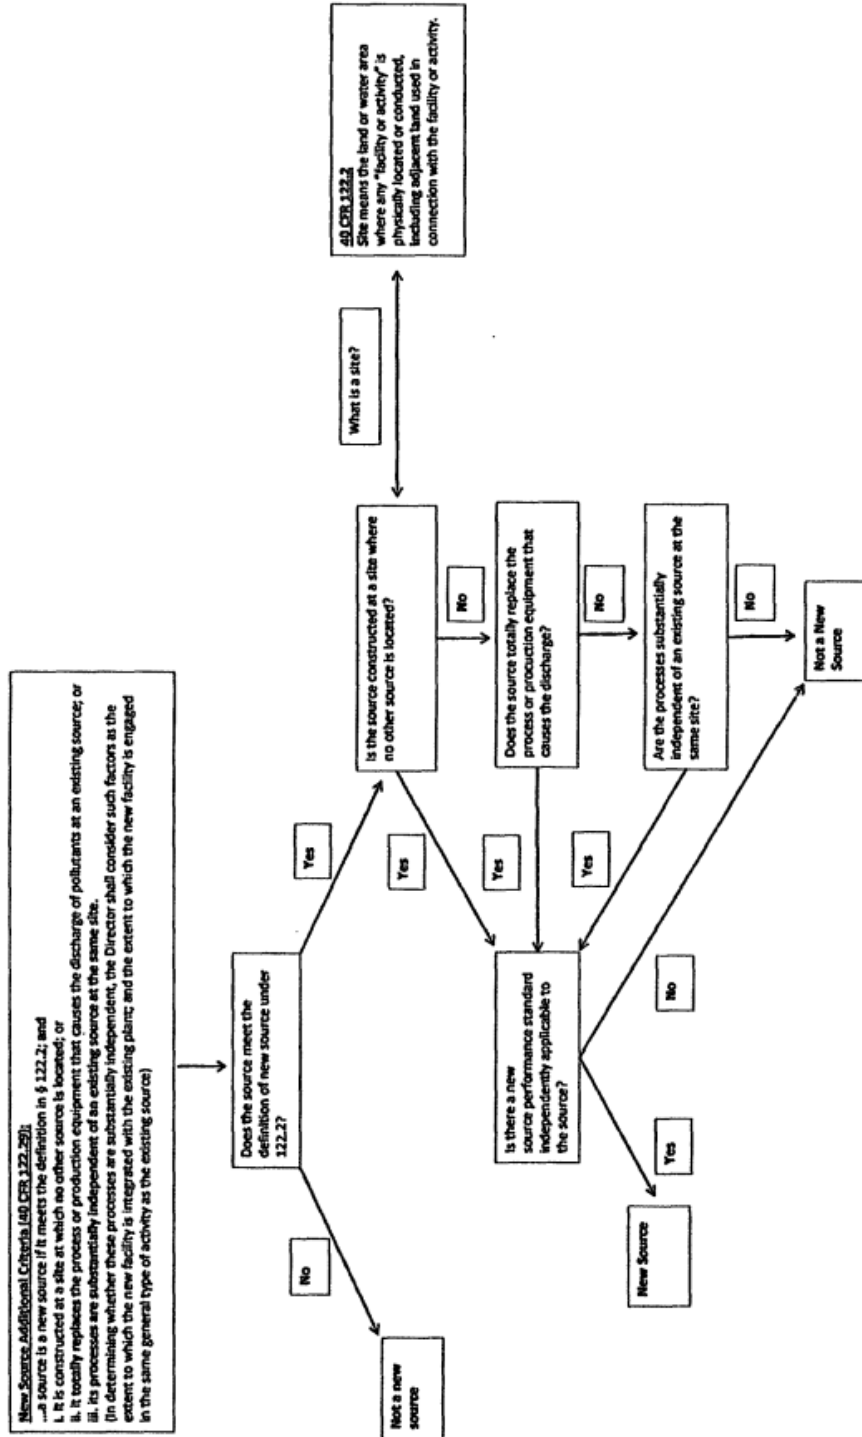 New Source Additional Criteria (40 CFR 122.29):
...a source is a new source if it meets the definition in § 122.2; and
i. It is constructed at a site at which no other source is located; or
ii. It totally replaces the process or production equipment that causes the discharge of pollutants at an existing source; or
iii. its processes are substantially independent of an existing source at the same site.
(In determining whether these processes are substantially independent, the Director shall consider such factors as the
extent to which the new facility is integrated with the existing plant; and the extent to which the new facility is engaged
in the same general type of activity as the existing source)
Does the source meet the
definition of new source under
122.2?
No
Yes
Not a new
source
Is the source constructed at a site where
no other source is located?
What is a site?
40 CFR 122.2
Site means the land or water area
where any "facility or activity" is
physically located or conducted,
including adjacent land used in
connection with the facility or activity.
Yes
No
Is there a new
source performance standard
independently applicable to
the source?
Yes
Does the source totally replace the
process or procuction equipment that
causes the discharge?
No
Yes
Are the processes substantially
independent of an existing source at the
same site?
No
New Source
Yes
No
Not a New
Source